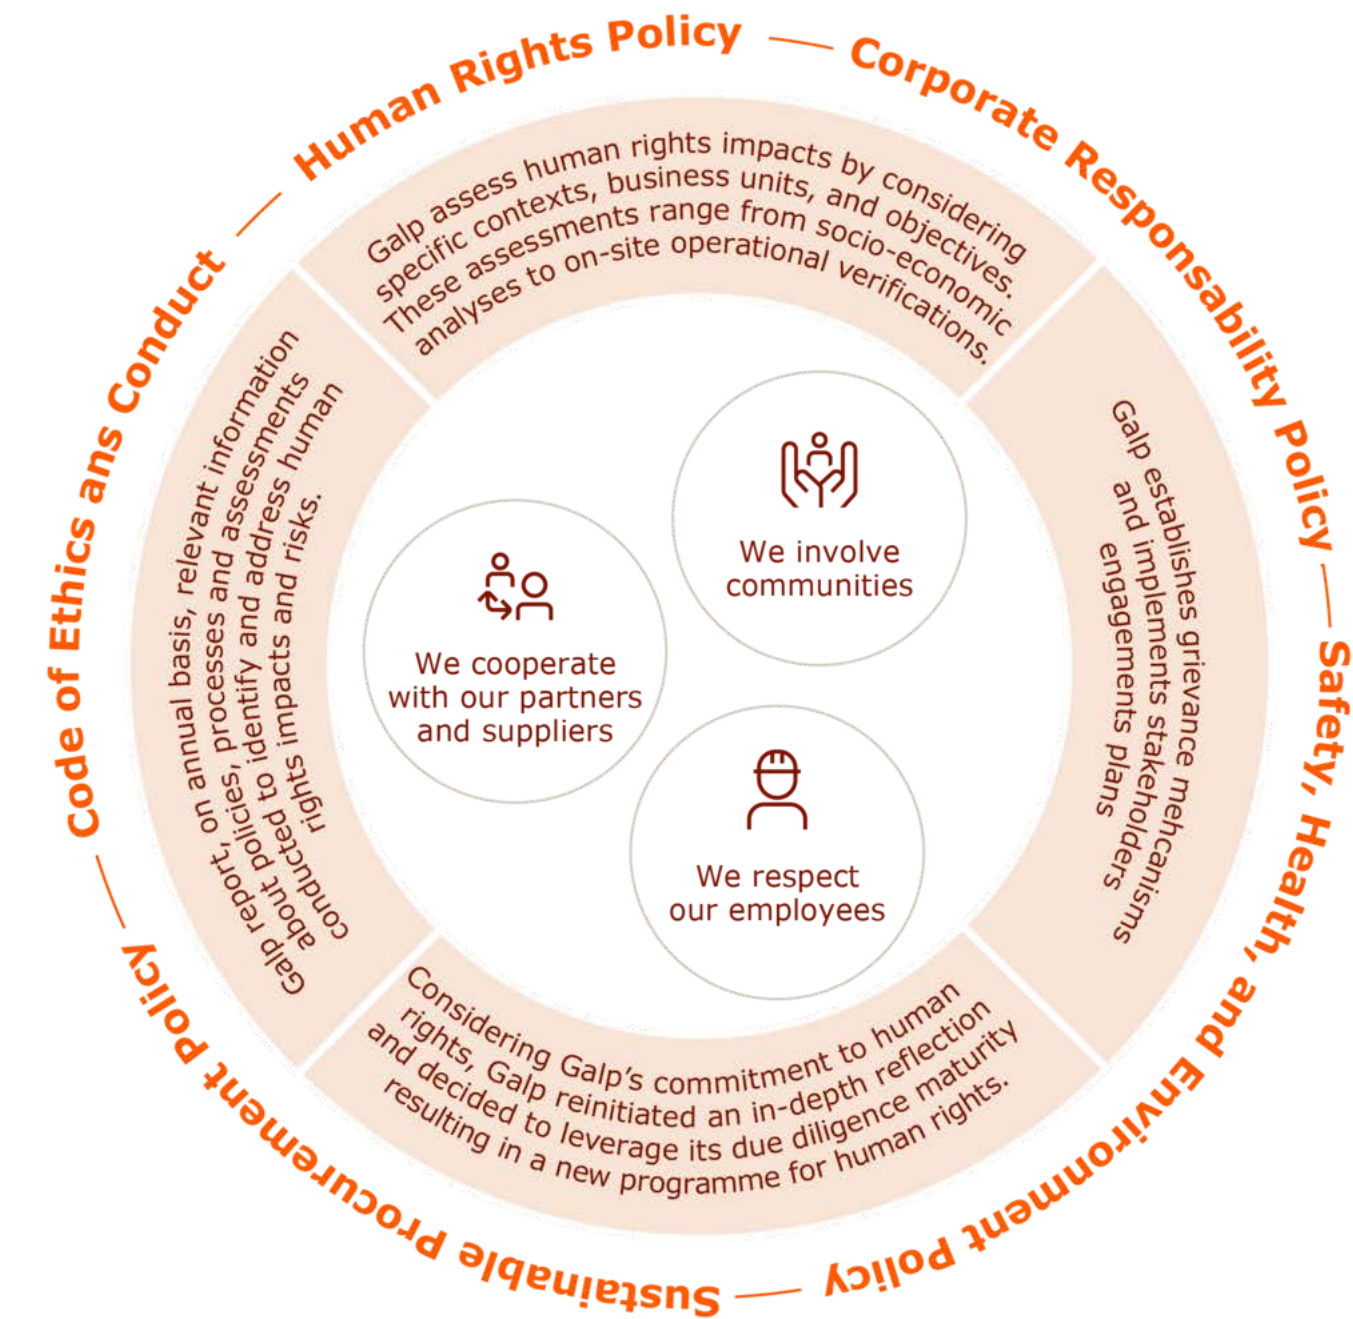 Human Rights Policy
Corporate Responsability Policy
Safety, Health, and Environment Policy
Sustainable Procurement Policy
Code of Ethics ans Conduct
Galp assess human rights impacts by considering
specific contexts, business units, and objectives.
These assessments range from socio-economic
analyses to on-site operational verifications.
Galp establishes grievance mehcanisms
and implements stakeholders
engagements plans
Considering Galp’s commitment to human
rights, Galp reinitiated an in-depth reflection
and decided to leverage its due diligence maturity
resulting in a new programme for human rights.
Galp report, on annual basis, relevant information
about policies, processes and assessments
conducted to identify and address human
rights impacts and risks.
We involve
communities
We cooperate
with our partners
and suppliers
We respect
our employees